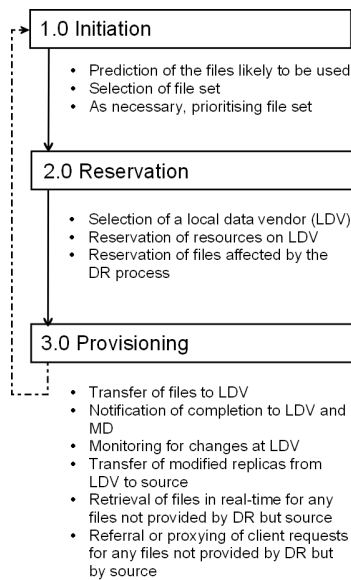 1.0 Initiation
• Prediction of the files likely to be used
• Selection of file set
• As necessary, prioritising file set
2.0 Reservation
• Selection of a local data vendor (LDV)
• Reservation of resources on LDV
• Reservation of files affected by the
DR process
3.0 Provisioning
• Transfer of files to LDV
• Notification of completion to LDV and
MD
• Monitoring for changes at LDV
• Transfer of modified replicas from
LDV to source
• Retrieval of files in real-time for any
files not provided by DR but source
• Referral or proxying of client requests
for any files not provided by DR but
by source